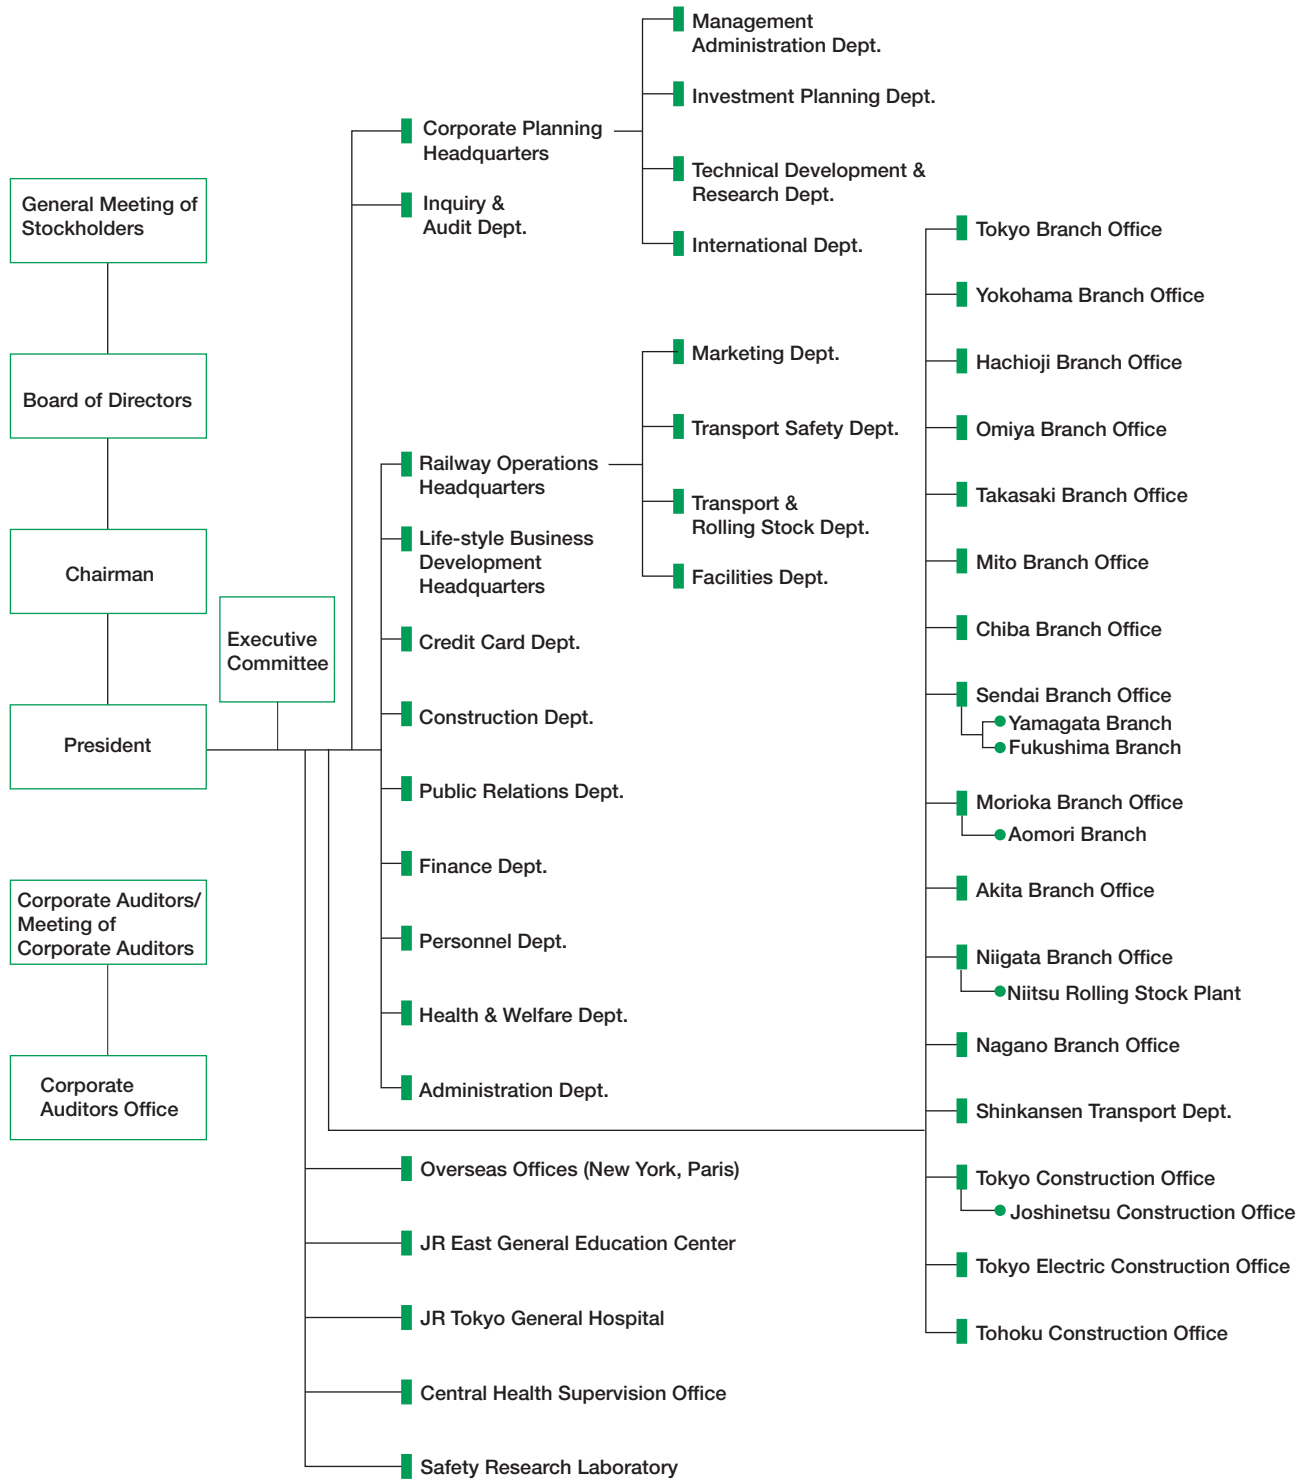 General Meeting of
Stockholders
Board of Directors
Chairman
President
Executive
Committee
Corporate Auditors/
Meeting of
Corporate Auditors
Corporate
Auditors Office
Corporate Planning
Headquarters
Inquiry &
Audit Dept.
Management
Administration Dept.
Investment Planning Dept.
Technical Development &
Research Dept.
International Dept.
Railway Operations
Headquarters
Life-style Business
Development
Headquarters
Credit Card Dept.
Construction Dept.
Public Relations Dept.
Finance Dept.
Personnel Dept.
Health & Welfare Dept.
Administration Dept.
Marketing Dept.
Transport Safety Dept.
Transport &
Rolling Stock Dept.
Facilities Dept.
Overseas Offices (New York, Paris)
JR East General Education Center
JR Tokyo General Hospital
Central Health Supervision Office
Safety Research Laboratory
Tokyo Branch Office
Yokohama Branch Office
Hachioji Branch Office
Omiya Branch Office
Takasaki Branch Office
Mito Branch Office
Chiba Branch Office
Sendai Branch Office
Yamagata Branch
Fukushima Branch
Morioka Branch Office
Aomori Branch
Akita Branch Office
Niigata Branch Office
Niitsu Rolling Stock Plant
Nagano Branch Office
Shinkansen Transport Dept.
Tokyo Construction Office
Joshinetsu Construction Office
Tokyo Electric Construction Office
Tohoku Construction Office